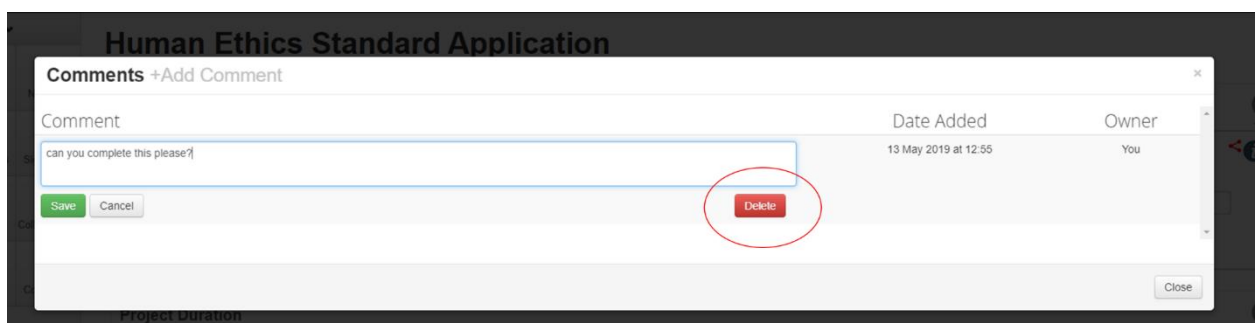 Human Ethics Standard Application
Comments +Add Comment ×
Comment Date Added Owner
can you complete this please? 13 May 2019 at 12:55 You
Save Cancel Delete
Close
Project Duration